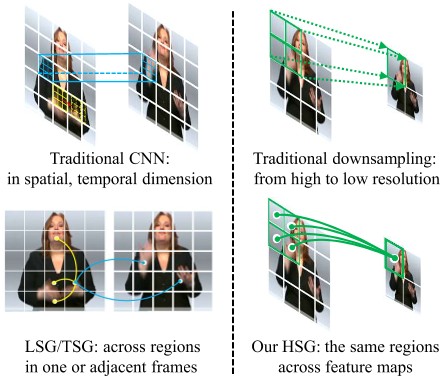 Traditional CNN:
in spatial, temporal dimension
Traditional downsampling:
from high to low resolution
LSG/TSG: across regions
in one or adjacent frames
Our HSG: the same regions
across feature maps